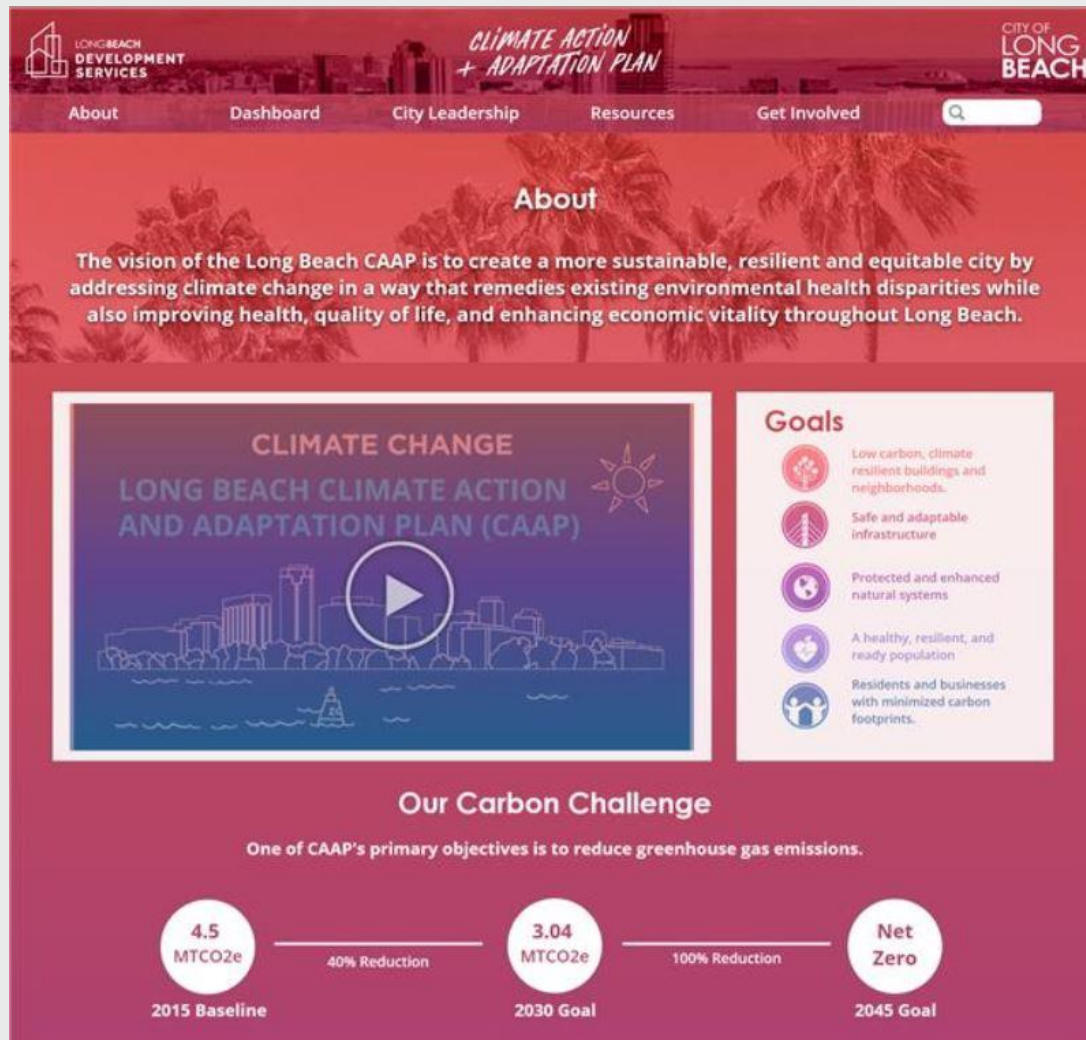 LONGBEACH
DEVELOPMENT
SERVICES
CLIMATE ACTION
+ ADAPTATION PLAN
CITY OF
LONG
BEACH
About
Dashboard
City Leadership
Resources
Get Involved
About
The vision of the Long Beach CAAP is to create a more sustainable, resilient and equitable city by
addressing climate change in a way that remedies existing environmental health disparities while
also improving health, quality of life, and enhancing economic vitality throughout Long Beach.
CLIMATE CHANGE
LONG BEACH CLIMATE ACTION
AND ADAPTATION PLAN (CAAP)
Goals
Low carbon, climate
resilient buildings and
neighborhoods.
Safe and adaptable
infrastructure
Protected and enhanced
natural systems
A healthy, resilient, and
ready population
Residents and businesses
with minimized carbon
footprints.
Our Carbon Challenge
One of CAAP's primary objectives is to reduce greenhouse gas emissions.
4.5
MTCO2e
40% Reduction
3.04
MTCO2e
100% Reduction
Net
Zero
2015 Baseline
2030 Goal
2045 Goal